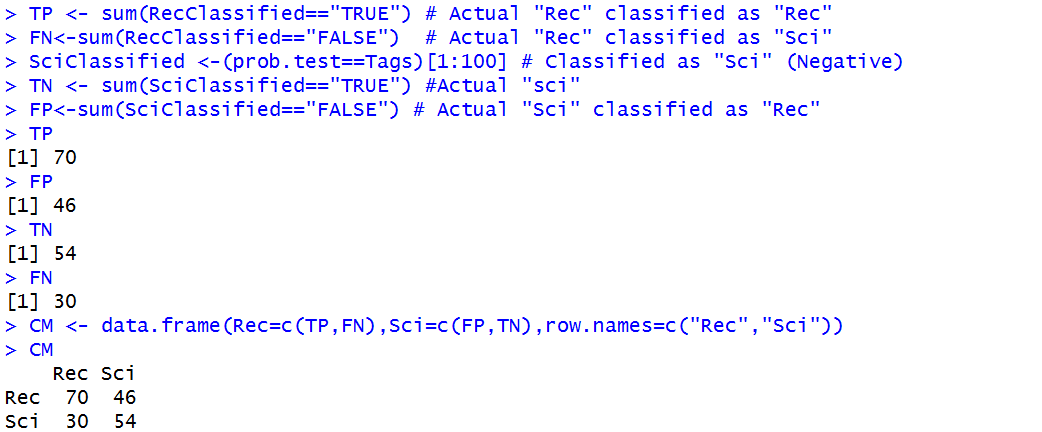 > TP <- sum(RecClassified=="TRUE") # Actual "Rec" classified as "Rec"
> FN<-sum(RecClassified=="FALSE")  # Actual "Rec" classified as "Sci"
> SciClassified <-(prob.test==Tags)[1:100] # Classified as "Sci" (Negative)
> TN <- sum(SciClassified=="TRUE") #Actual "sci"
> FP<-sum(SciClassified=="FALSE") # Actual "Sci" classified as "Rec"
> TP
[1] 70
> FP
[1] 46
> TN
[1] 54
> FN
[1] 30
> CM <- data.frame(Rec=c(TP,FN),Sci=c(FP,TN),row.names=c("Rec","Sci"))
> CM
    Rec Sci
Rec  70  46
Sci  30  54